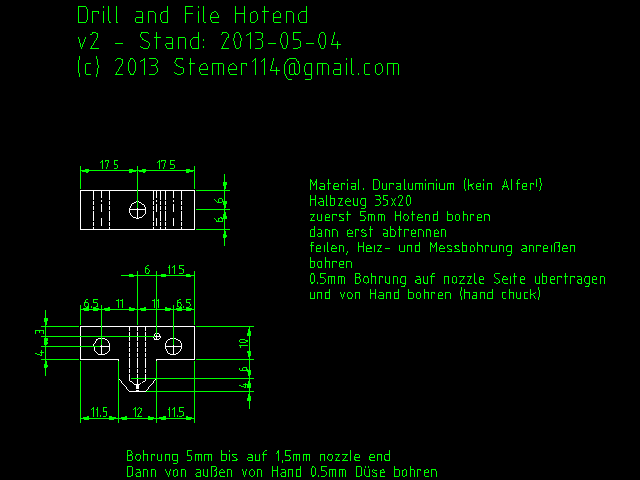 Drill and File Hotend
v2 - Stand: 2013-05-04
(c) 2013 Stemer114@gmail.com
17.5 17.5
6
6
Material. Duraluminium (kein Alfer!)
Halbzeug 35x20
zuerst 5mm Hotend bohren
dann erst abtrennen
feilen, Heiz- und Messbohrung anreißen
bohren
0.5mm Bohrung auf nozzle Seite ubertragen
und von Hand bohren (hand chuck)
6 11.5
6.5 11 11 6.5
3
4
10
6
4
11.5 12 11.5
Bohrung 5mm bis auf 1,5mm nozzle end
Dann von außen von Hand 0.5mm Düse bohren